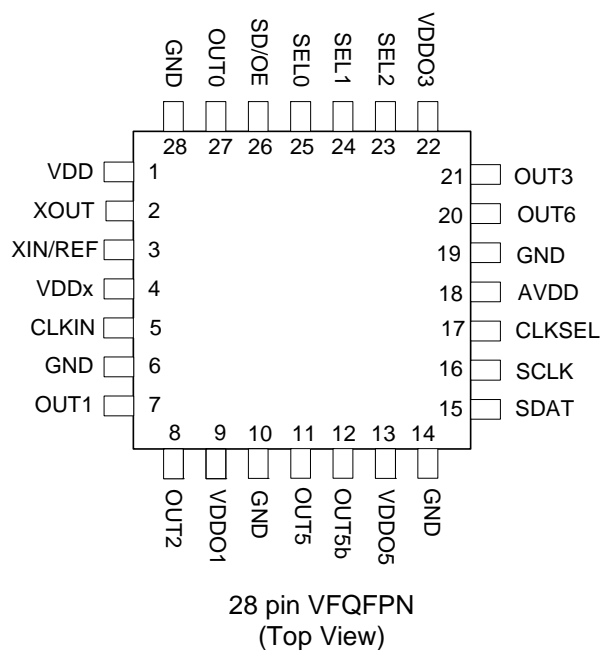 GND OUT0 SD/OE SEL0 SEL1 SEL2 VDDO3
28 27 26 25 24 23 22
VDD 1
XOUT 2
XIN/REF 3
VDDx 4
CLKIN 5
GND 6
OUT1 7
21 OUT3
20 OUT6
19 GND
18 AVDD
17 CLKSEL
16 SCLK
15 SDAT
8 9 10 11 12 13 14
OUT2 VDDO1 GND OUT5 OUT5b VDDO5 GND
28 pin VFQFPN
(Top View)